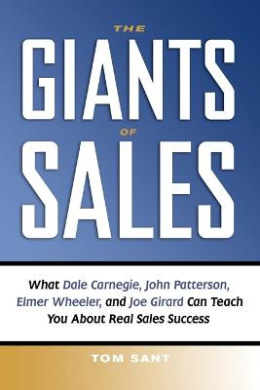 THE
GIANTS
OF
SALES
What Dale Carnegie, John Patterson,
Elmer Wheeler, and Joe Girard Can Teach
You About Real Sales Success
TOM SANT